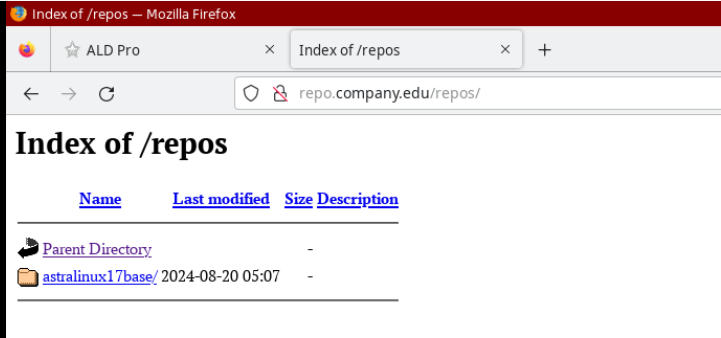 Index of /repos — Mozilla Firefox
ALD Pro × Index of /repos × +
repo.company.edu/repos/
Index of /repos
Name Last modified Size Description
Parent Directory -
astralinux17base/ 2024-08-20 05:07 -